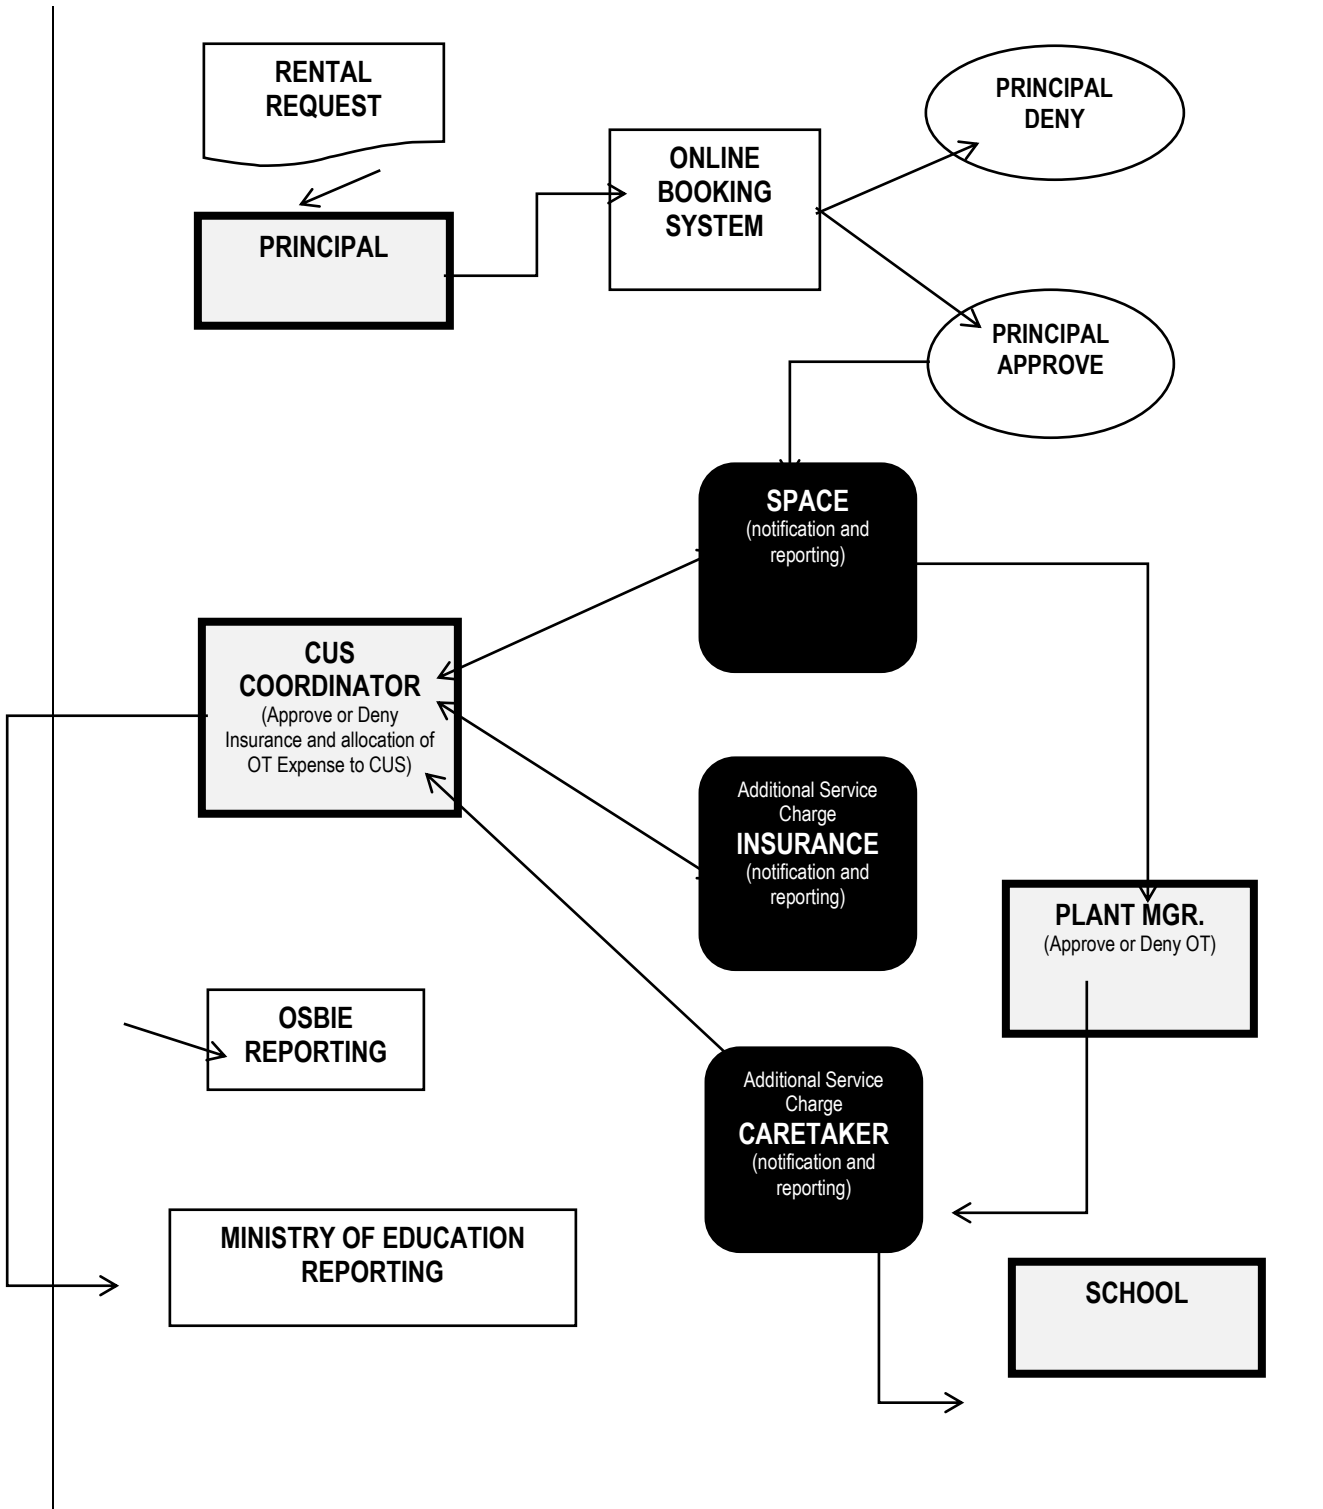 RENTAL
REQUEST
PRINCIPAL
DENY
ONLINE
BOOKING
SYSTEM
PRINCIPAL
PRINCIPAL
APPROVE
SPACE
(notification and
reporting)
CUS
COORDINATOR
(Approve or Deny
Insurance and allocation of
OT Expense to CUS)
Additional Service
Charge
INSURANCE
(notification and
reporting)
PLANT MGR.
(Approve or Deny OT)
OSBIE
REPORTING
Additional Service
Charge
CARETAKER
(notification and
reporting)
MINISTRY OF EDUCATION
REPORTING
SCHOOL